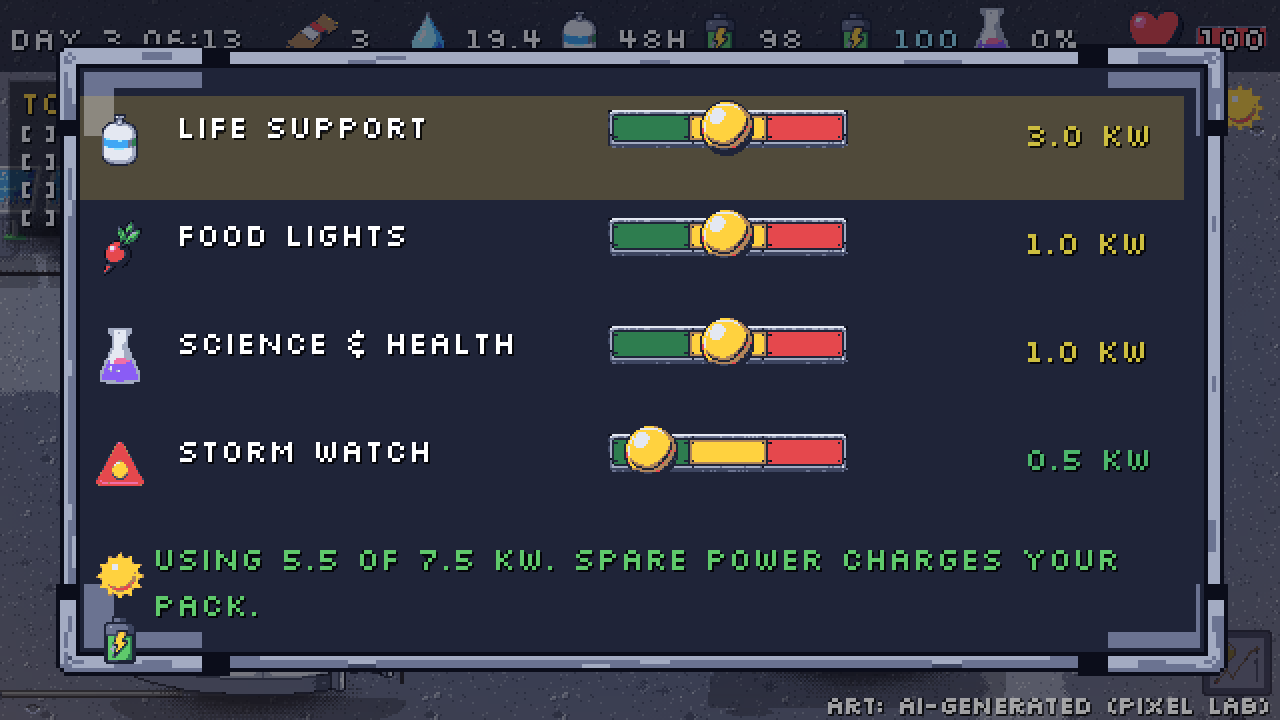 DAY 3 06:13 3 19.4 48H 98 100 0% 100
LIFE SUPPORT 3.0 KW
FOOD LIGHTS 1.0 KW
SCIENCE & HEALTH 1.0 KW
STORM WATCH 0.5 KW
USING 5.5 OF 7.5 KW. SPARE POWER CHARGES YOUR
PACK.
ART: AI-GENERATED (PIXEL LAB)